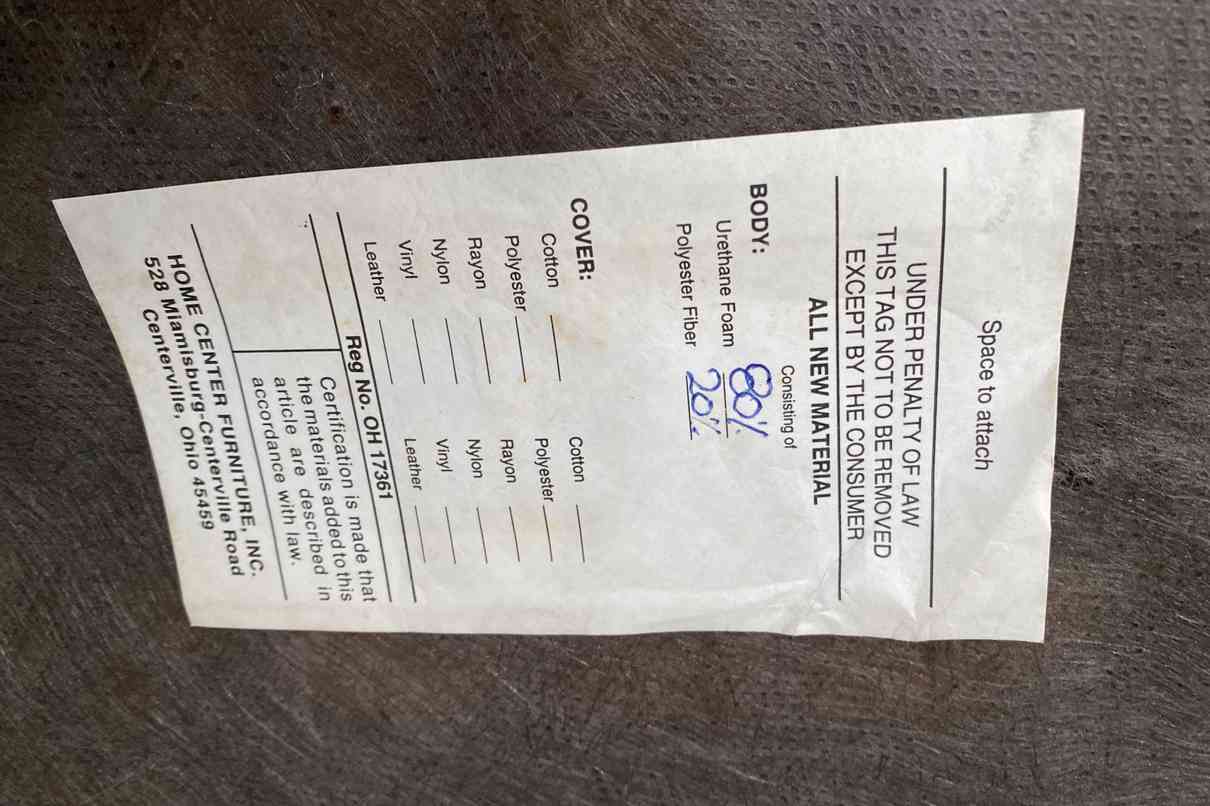 Space to attach
UNDER PENALTY OF LAW
THIS TAG NOT TO BE REMOVED
EXCEPT BY THE CONSUMER
ALL NEW MATERIAL
Consisting of
BODY:
Urethane Foam 80%
Polyester Fiber 20%
COVER:
Cotton Cotton
Polyester Polyester
Rayon Rayon
Nylon Nylon
Vinyl Vinyl
Leather Leather
Reg No. OH 17361
Certification is made that
the materials added to this
article are described in
accordance with law.
HOME CENTER FURNITURE, INC.
528 Miamisburg-Centerville Road
Centerville, Ohio 45459